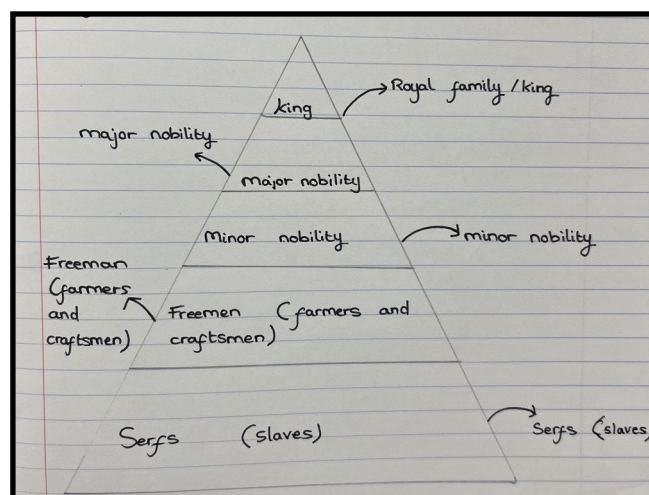 king
Royal family / king
major nobility
major nobility
Minor nobility
minor nobility
Freeman
(farmers
and
craftsmen)
Freemen (farmers and
craftsmen)
Serfs (slaves)
Serfs (slaves)